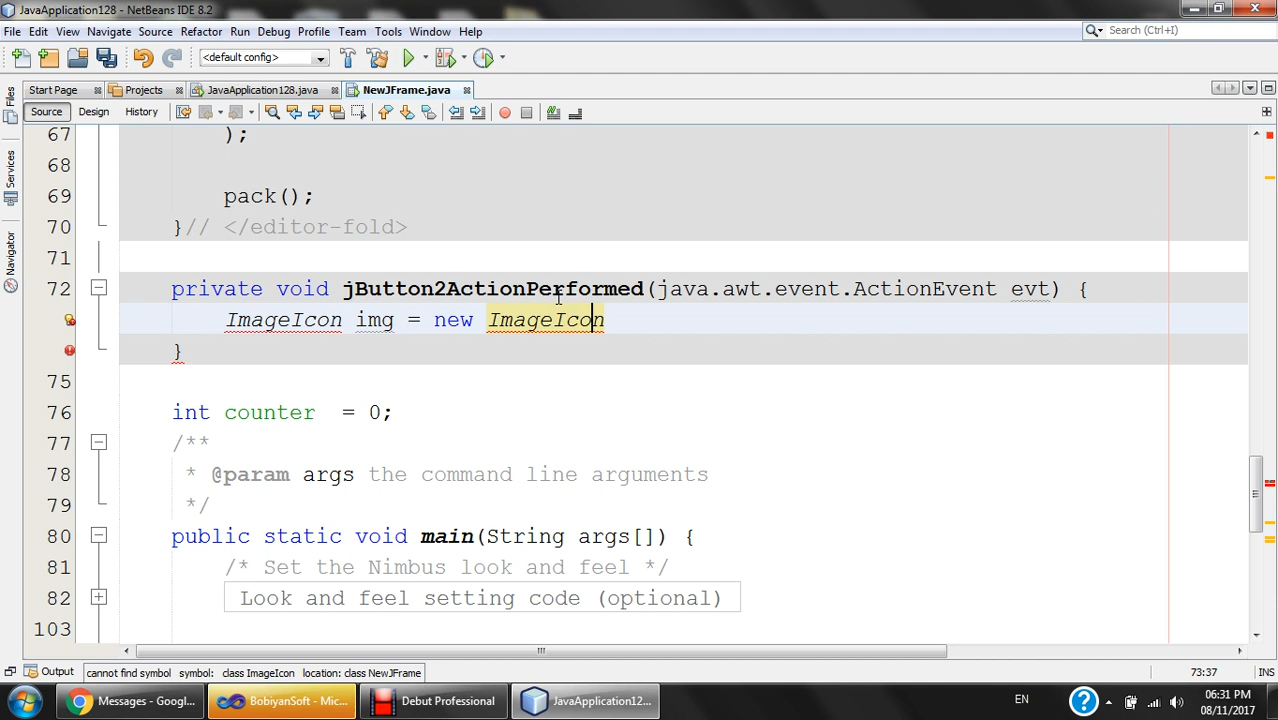 JavaApplication128 - NetBeans IDE 8.2
File Edit View Navigate Source Refactor Run Debug Profile Team Tools Window Help
Search (Ctrl+I)
<default config>
Start Page Projects JavaApplication128.java NewJFrame.java
Source Design History
Files
Services
Navigator
67 );
68
69 pack();
70 }// </editor-fold>
71
72 private void jButton2ActionPerformed(java.awt.event.ActionEvent evt) {
ImageIcon img = new ImageIcon
}
75
76 int counter = 0;
77 /**
78 * @param args the command line arguments
79 */
80 public static void main(String args[]) {
81 /* Set the Nimbus look and feel */
82 Look and feel setting code (optional)
103
Output cannot find symbol symbol: class ImageIcon location: class NewJFrame 73:37 INS
Messages - Googl... BobiyanSoft - Mic... Debut Professional JavaApplication12... EN 06:31 PM
08/11/2017